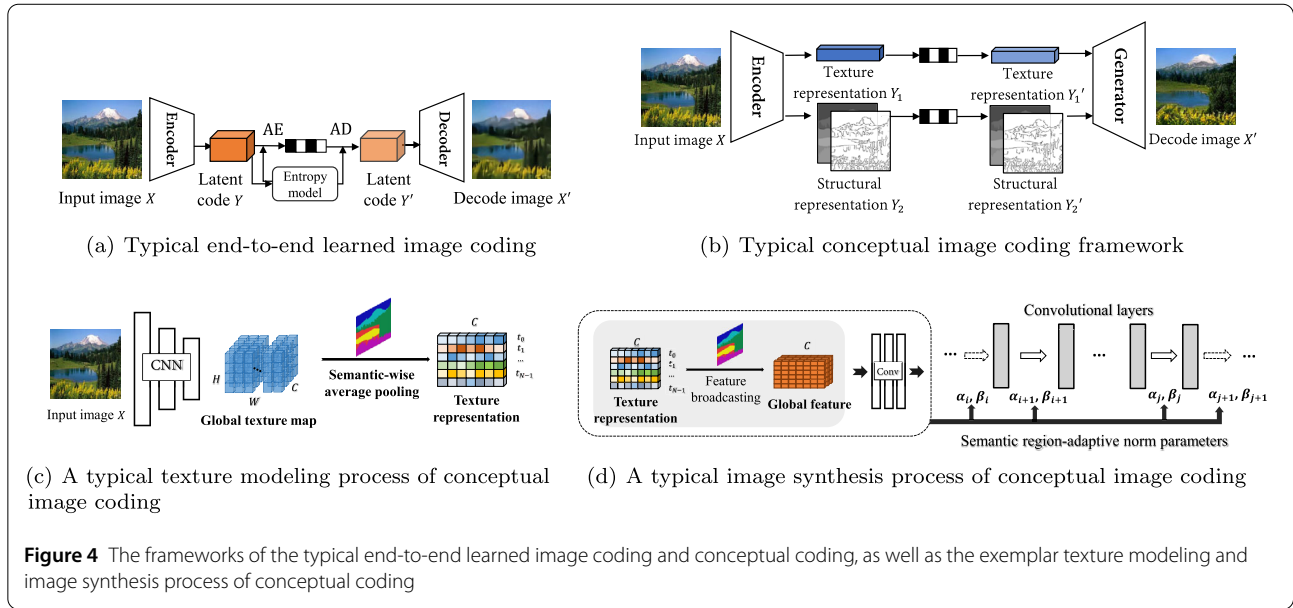 Encoder
AE
AD
Decoder
Entropy
model
Latent
code Y
Latent
code Y′
Input image X
Decode image X′
(a) Typical end-to-end learned image coding
Encoder
Texture
representation Y₁
Texture
representation Y₁′
Generator
Input image X
Decode image X′
Structural
representation Y₂
Structural
representation Y₂′
(b) Typical conceptual image coding framework
Input image X
CNN
H
W
C
Global texture map
Semantic-wise
average pooling
C
t₀
t₁
...
tN−1
Texture
representation
(c) A typical texture modeling process of conceptual
image coding
C
t₀
t₁
...
tN−1
Texture
representation
Feature
broadcasting
C
Global feature
Conv
Convolutional layers
... ... ...
αᵢ, βᵢ
αᵢ₊₁, βᵢ₊₁
αⱼ, βⱼ
αⱼ₊₁, βⱼ₊₁
Semantic region-adaptive norm parameters
(d) A typical image synthesis process of conceptual image coding
Figure 4 The frameworks of the typical end-to-end learned image coding and conceptual coding, as well as the exemplar texture modeling and
image synthesis process of conceptual coding